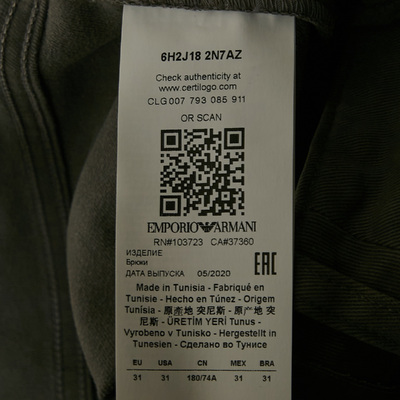 6H2J18 2N7AZ
Check authenticity at
www.certilogo.com
CLG 007 793 085 911
OR SCAN
EMPORIO ARMANI
RN#103723 CA#37360
ИЗДЕЛИЕ
Брюки
ДАТА ВЫПУСКА 05/2020
EAC
Made in Tunisia - Fabriqué en
Tunisie - Hecho en Túnez - Origem
Tunísia - 原產地 突尼斯 - 原产地 突
尼斯 - ÜRETİM YERİ Tunus -
Vyrobeno v Tunisko - Hergestellt in
Tunesien - Сделано во Тунисе
EU USA CN MEX BRA
31 31 180/74A 31 31